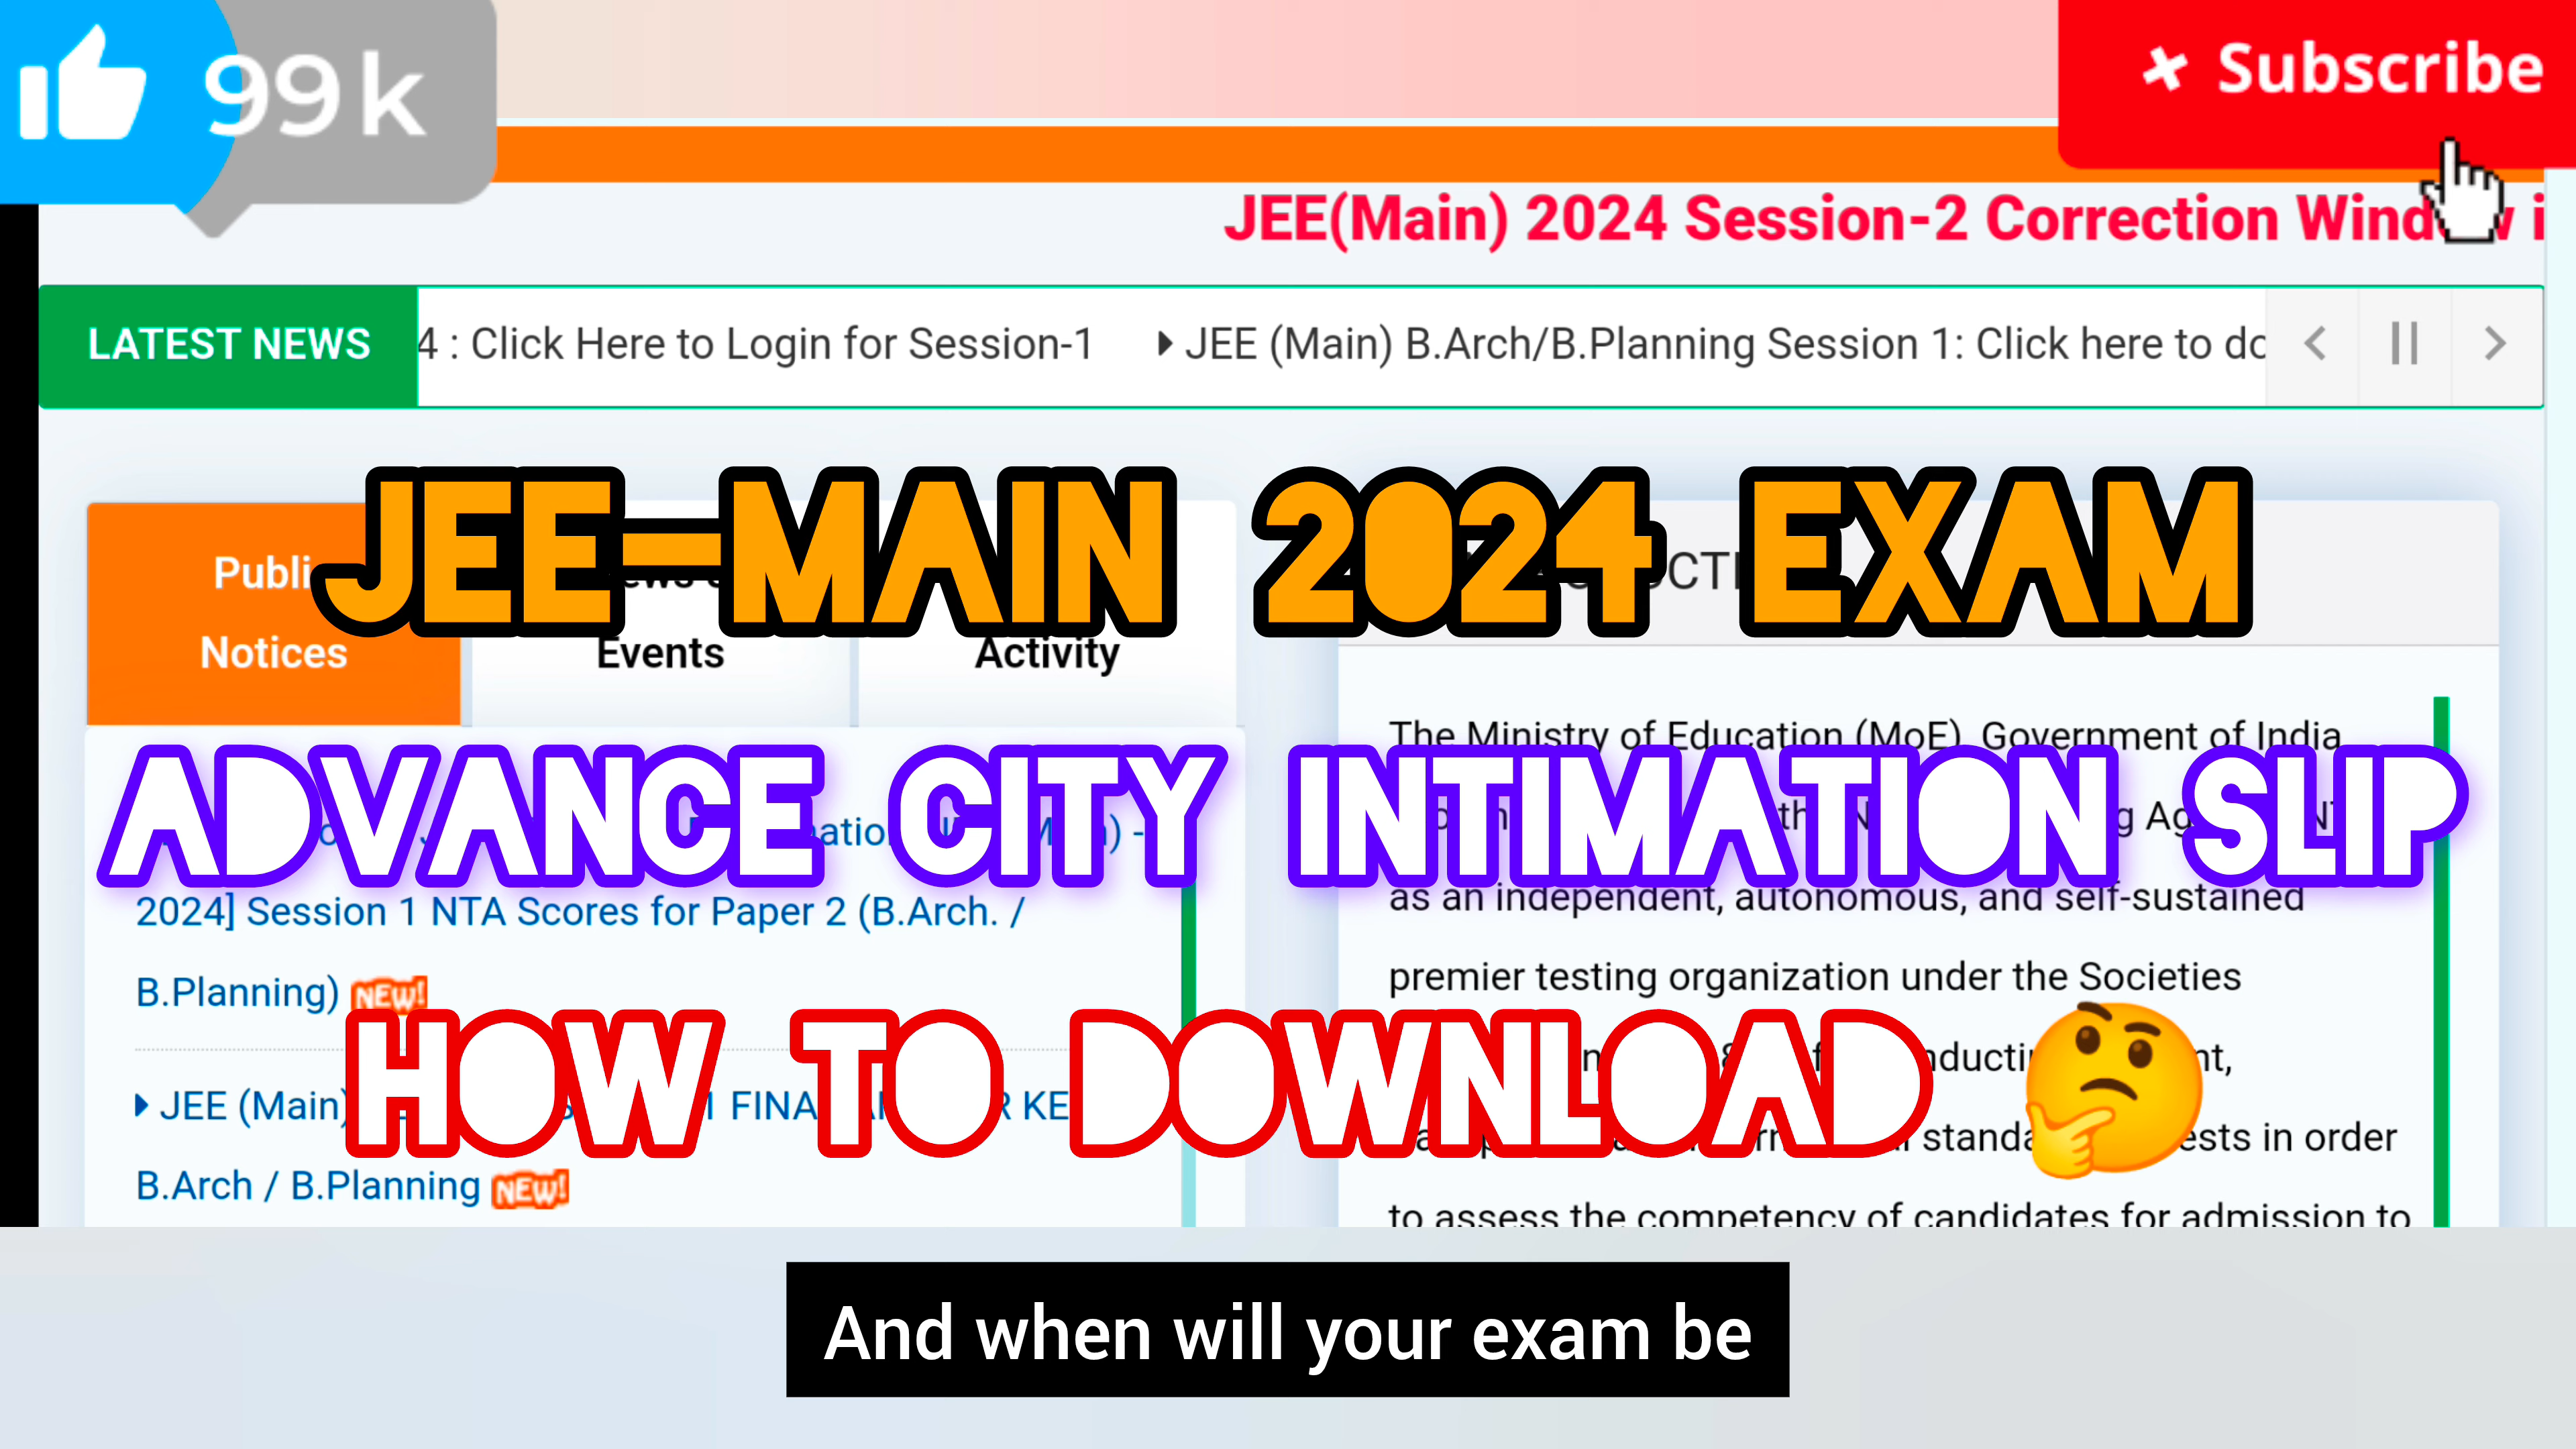 99k
Subscribe
JEE(Main) 2024 Session-2 Correction Window i
LATEST NEWS
4 : Click Here to Login for Session-1
JEE (Main) B.Arch/B.Planning Session 1: Click here to do
JEE-MAIN 2024 EXAM
Notices
Events
Activity
The Ministry of Education (MoE), Government of India
ADVANCE CITY INTIMATION SLIP
as an independent, autonomous, and self-sustained
2024] Session 1 NTA Scores for Paper 2 (B.Arch. /
premier testing organization under the Societies
B.Planning) NEW!
HOW TO DOWNLOAD 🤔
JEE (Main)
B.Arch / B.Planning NEW!
in order
to assess the competency of candidates for admission to
And when will your exam be